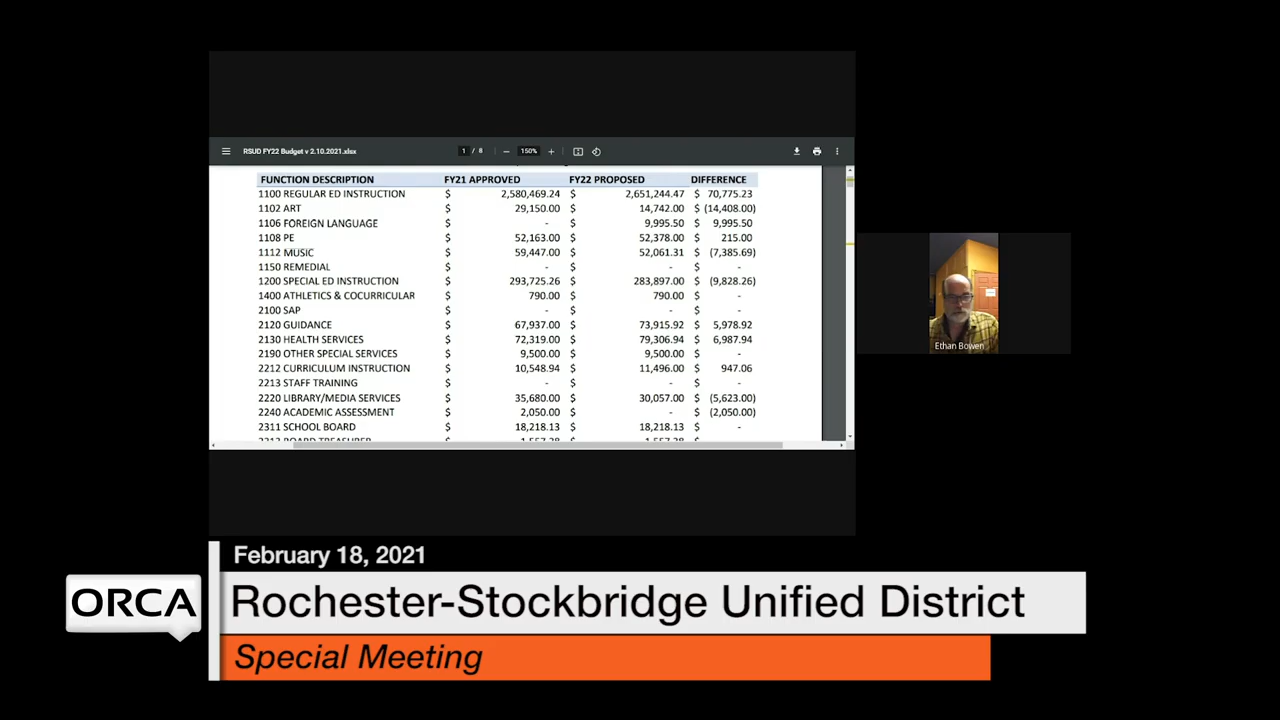 RSUD FY22 Budget v 2.10.2021.xlsx 1 / 8 150%
FUNCTION DESCRIPTION FY21 APPROVED FY22 PROPOSED DIFFERENCE
1100 REGULAR ED INSTRUCTION $ 2,580,469.24 $ 2,651,244.47 $ 70,775.23
1102 ART $ 29,150.00 $ 14,742.00 $ (14,408.00)
1106 FOREIGN LANGUAGE $ - $ 9,995.50 $ 9,995.50
1108 PE $ 52,163.00 $ 52,378.00 $ 215.00
1112 MUSIC $ 59,447.00 $ 52,061.31 $ (7,385.69)
1150 REMEDIAL $ - $ - $ -
1200 SPECIAL ED INSTRUCTION $ 293,725.26 $ 283,897.00 $ (9,828.26)
1400 ATHLETICS & COCURRICULAR $ 790.00 $ 790.00 $ -
2100 SAP $ - $ - $ -
2120 GUIDANCE $ 67,937.00 $ 73,915.92 $ 5,978.92
2130 HEALTH SERVICES $ 72,319.00 $ 79,306.94 $ 6,987.94
2190 OTHER SPECIAL SERVICES $ 9,500.00 $ 9,500.00 $ -
2212 CURRICULUM INSTRUCTION $ 10,548.94 $ 11,496.00 $ 947.06
2213 STAFF TRAINING $ - $ - $ -
2220 LIBRARY/MEDIA SERVICES $ 35,680.00 $ 30,057.00 $ (5,623.00)
2240 ACADEMIC ASSESSMENT $ 2,050.00 $ - $ (2,050.00)
2311 SCHOOL BOARD $ 18,218.13 $ 18,218.13 $ -
Ethan Bowen
February 18, 2021
ORCA
Rochester-Stockbridge Unified District
Special Meeting